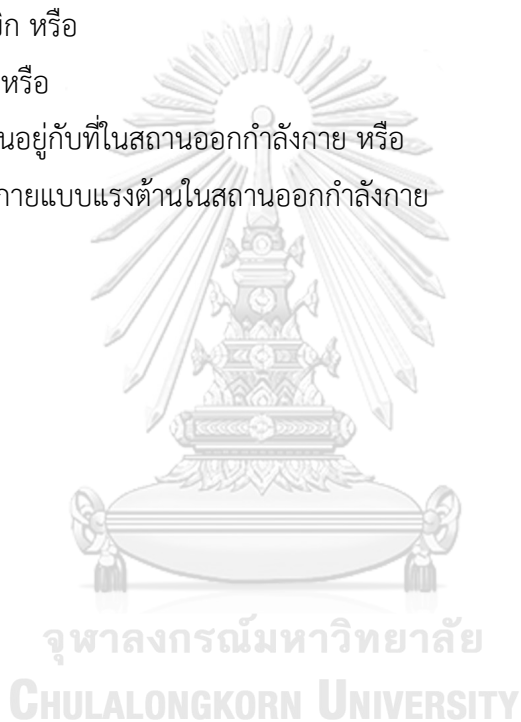 ก หรือ
หรือ
นอยู่กับที่ในสถานออกกำลังกาย หรือ
กายแบบแรงต้านในสถานออกกำลังกาย
จุฬาลงกรณ์มหาวิทยาลัย
CHULALONGKORN UNIVERSITY